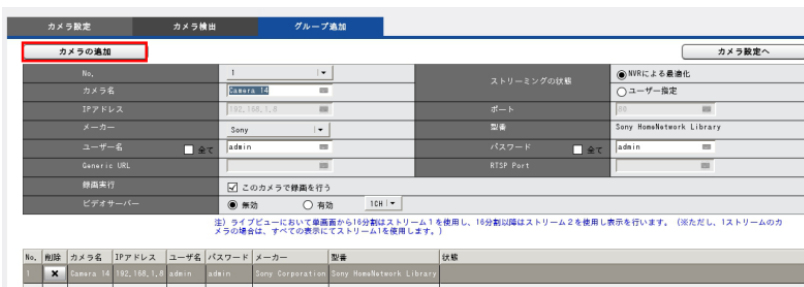 カメラ設定 カメラ検出 グループ追加
カメラの追加 カメラ設定へ
No. 1 ストリーミングの状態 NVRによる最適化
カメラ名 Camera 14 ユーザー指定
IPアドレス 192.168.1.8 ポート 80
メーカー Sony 型番 Sony HomeNetwork Library
ユーザー名 全て admin パスワード 全て admin
Generic URL RTSP Port
録画実行 このカメラで録画を行う
ビデオサーバー 無効 有効 1CH
注）ライブビューにおいて単画面から16分割はストリーム１を使用し、16分割以降はストリーム２を使用し表示を行います。（※ただし、1ストリームのカ
メラの場合は、すべての表示にてストリーム1を使用します。）
No. 削除 カメラ名 IPアドレス ユーザ名 パスワード メーカー 型番 状態
1 Camera 14 192.168.1.8 admin admin Sony Corporation Sony HomeNetwork Library